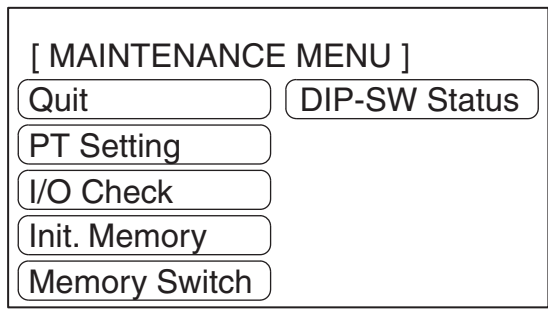 [ MAINTENANCE MENU ]
Quit
DIP-SW Status
PT Setting
I/O Check
Init. Memory
Memory Switch